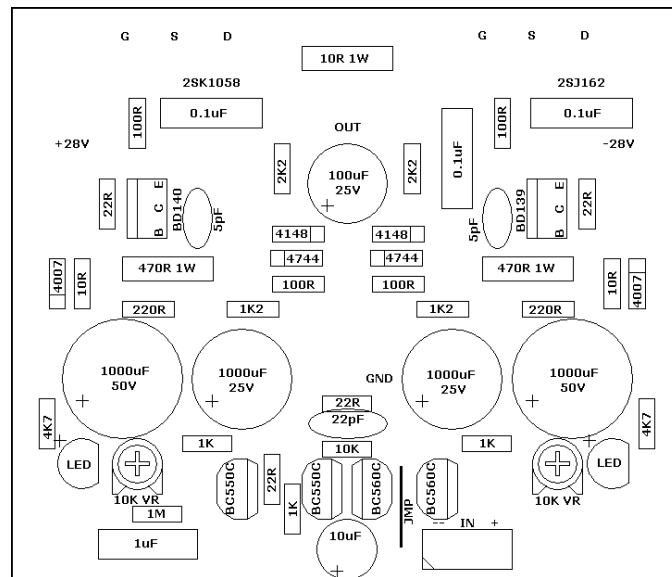 G S D
G S D
10R 1W
2SK1058
2SJ162
100R
0.1uF
0.1uF
100R
0.1uF
+28V
OUT
-28V
2K2
100uF
25V
2K2
22R
B C E
BD140
5pF
5pF
BD139
B C E
22R
4148
4148
4744
4744
470R 1W
470R 1W
4007
10R
100R
100R
10R
4007
220R
1K2
1K2
220R
1000uF
50V
1000uF
25V
GND
1000uF
25V
1000uF
50V
22R
22pF
4K7
4K7
1K
10K
1K
LED
LED
10K VR
10K VR
BC550C
22R
BC550C
BC560C
JMP
BC560C
1K
1M
1uF
10uF
-- IN +